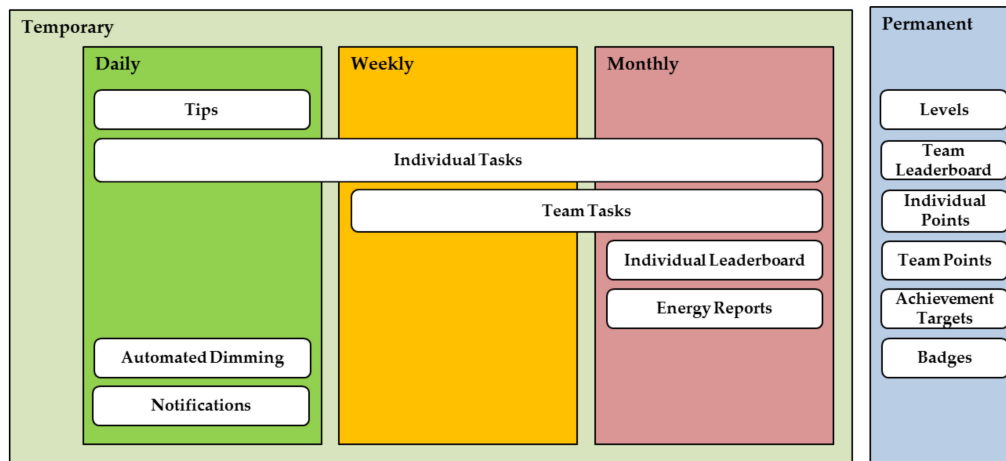 Temporary
Daily
Weekly
Monthly
Tips
Individual Tasks
Team Tasks
Individual Leaderboard
Energy Reports
Automated Dimming
Notifications
Permanent
Levels
Team
Leaderboard
Individual
Points
Team Points
Achievement
Targets
Badges